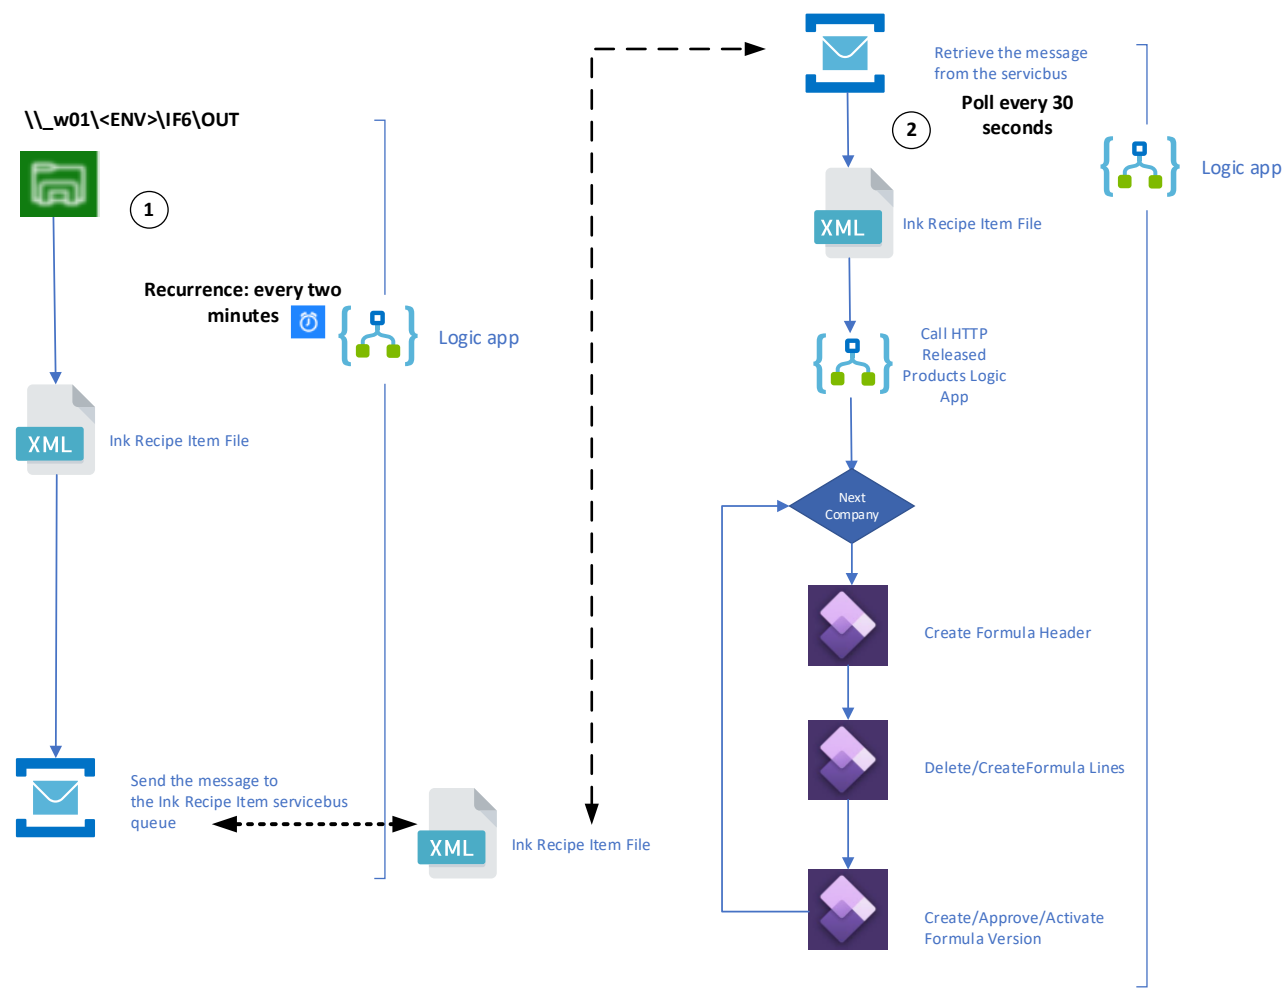 \\_w01\<ENV>\IF6\OUT
1
Recurrence: every two
minutes
Logic app
XML
Ink Recipe Item File
Send the message to
the Ink Recipe Item servicebus
queue
XML
Ink Recipe Item File
Retrieve the message
from the servicbus
Poll every 30
seconds
2
Logic app
XML
Ink Recipe Item File
Call HTTP
Released
Products Logic
App
Next
Company
Create Formula Header
Delete/CreateFormula Lines
Create/Approve/Activate
Formula Version